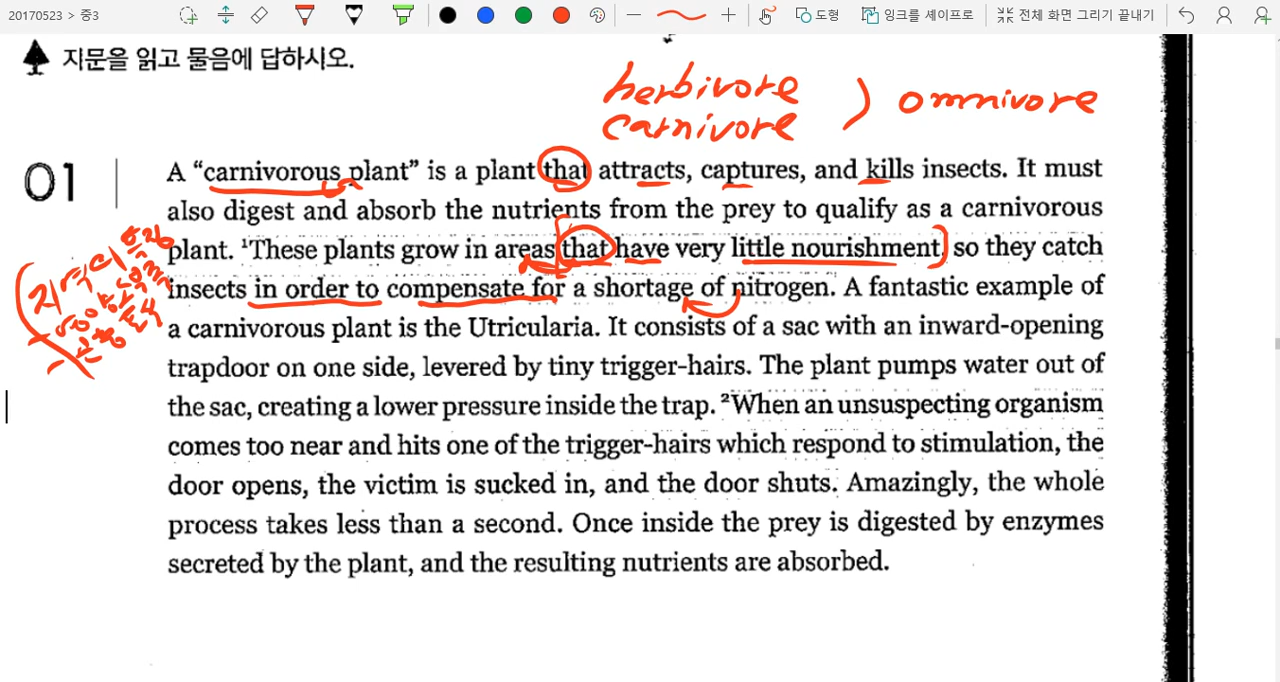 20170523 > 중3
도형
잉크를 셰이프로
전체 화면 그리기 끝내기
지문을 읽고 물음에 답하시오.
herbivore
carnivore
) omnivore
01
A “carnivorous plant” is a plant that attracts, captures, and kills insects. It must
also digest and absorb the nutrients from the prey to qualify as a carnivorous
plant. ¹These plants grow in areas that have very little nourishment, so they catch
insects in order to compensate for a shortage of nitrogen. A fantastic example of
a carnivorous plant is the Utricularia. It consists of a sac with an inward-opening
trapdoor on one side, levered by tiny trigger-hairs. The plant pumps water out of
the sac, creating a lower pressure inside the trap. ²When an unsuspecting organism
comes too near and hits one of the trigger-hairs which respond to stimulation, the
door opens, the victim is sucked in, and the door shuts. Amazingly, the whole
process takes less than a second. Once inside the prey is digested by enzymes
secreted by the plant, and the resulting nutrients are absorbed.